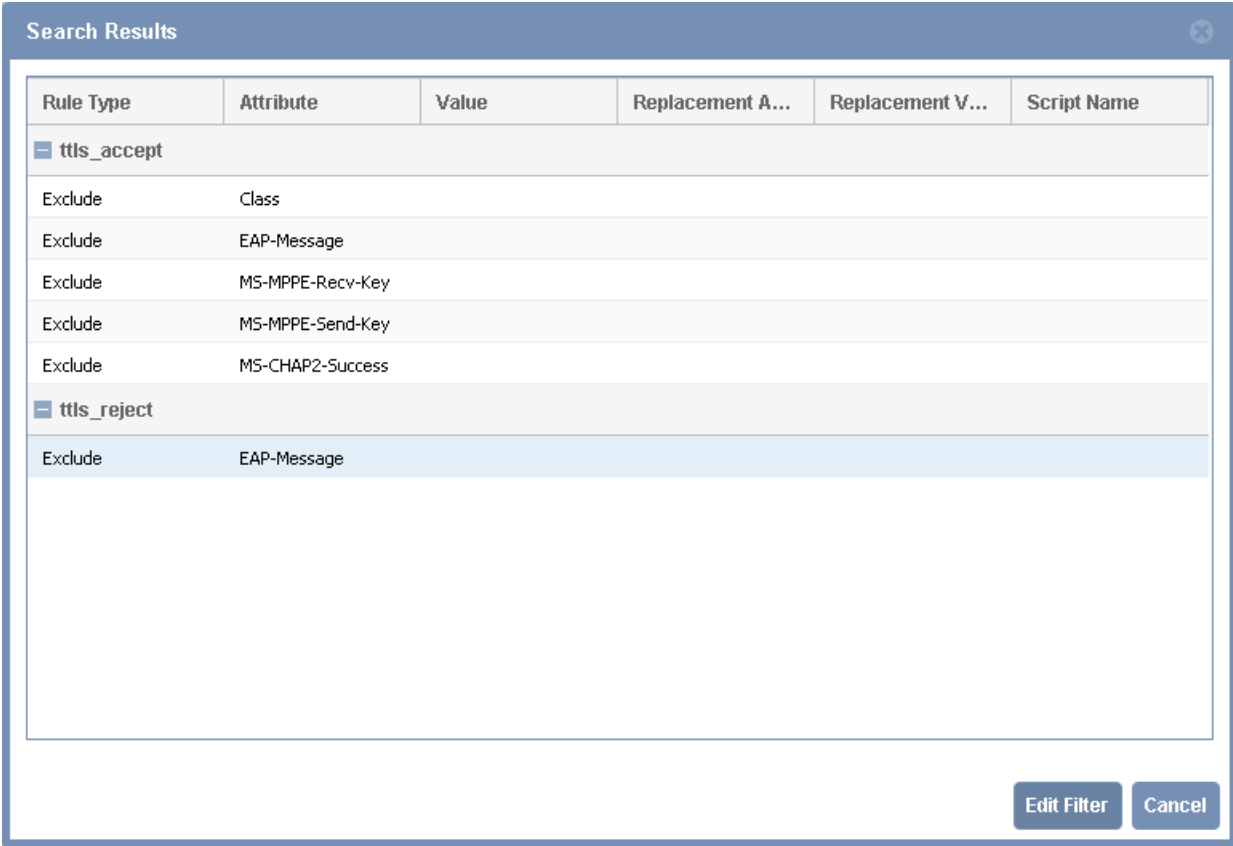 Search Results
Rule Type Attribute Value Replacement A... Replacement V... Script Name
ttls_accept
Exclude Class
Exclude EAP-Message
Exclude MS-MPPE-Recv-Key
Exclude MS-MPPE-Send-Key
Exclude MS-CHAP2-Success
ttls_reject
Exclude EAP-Message
Edit Filter Cancel